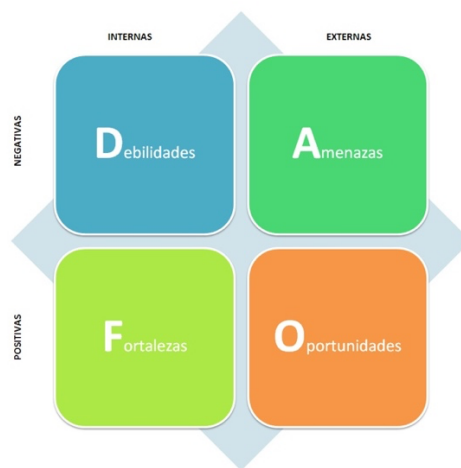 INTERNAS
EXTERNAS
NEGATIVAS
Debilidades
Amenazas
POSITIVAS
Fortalezas
Oportunidades